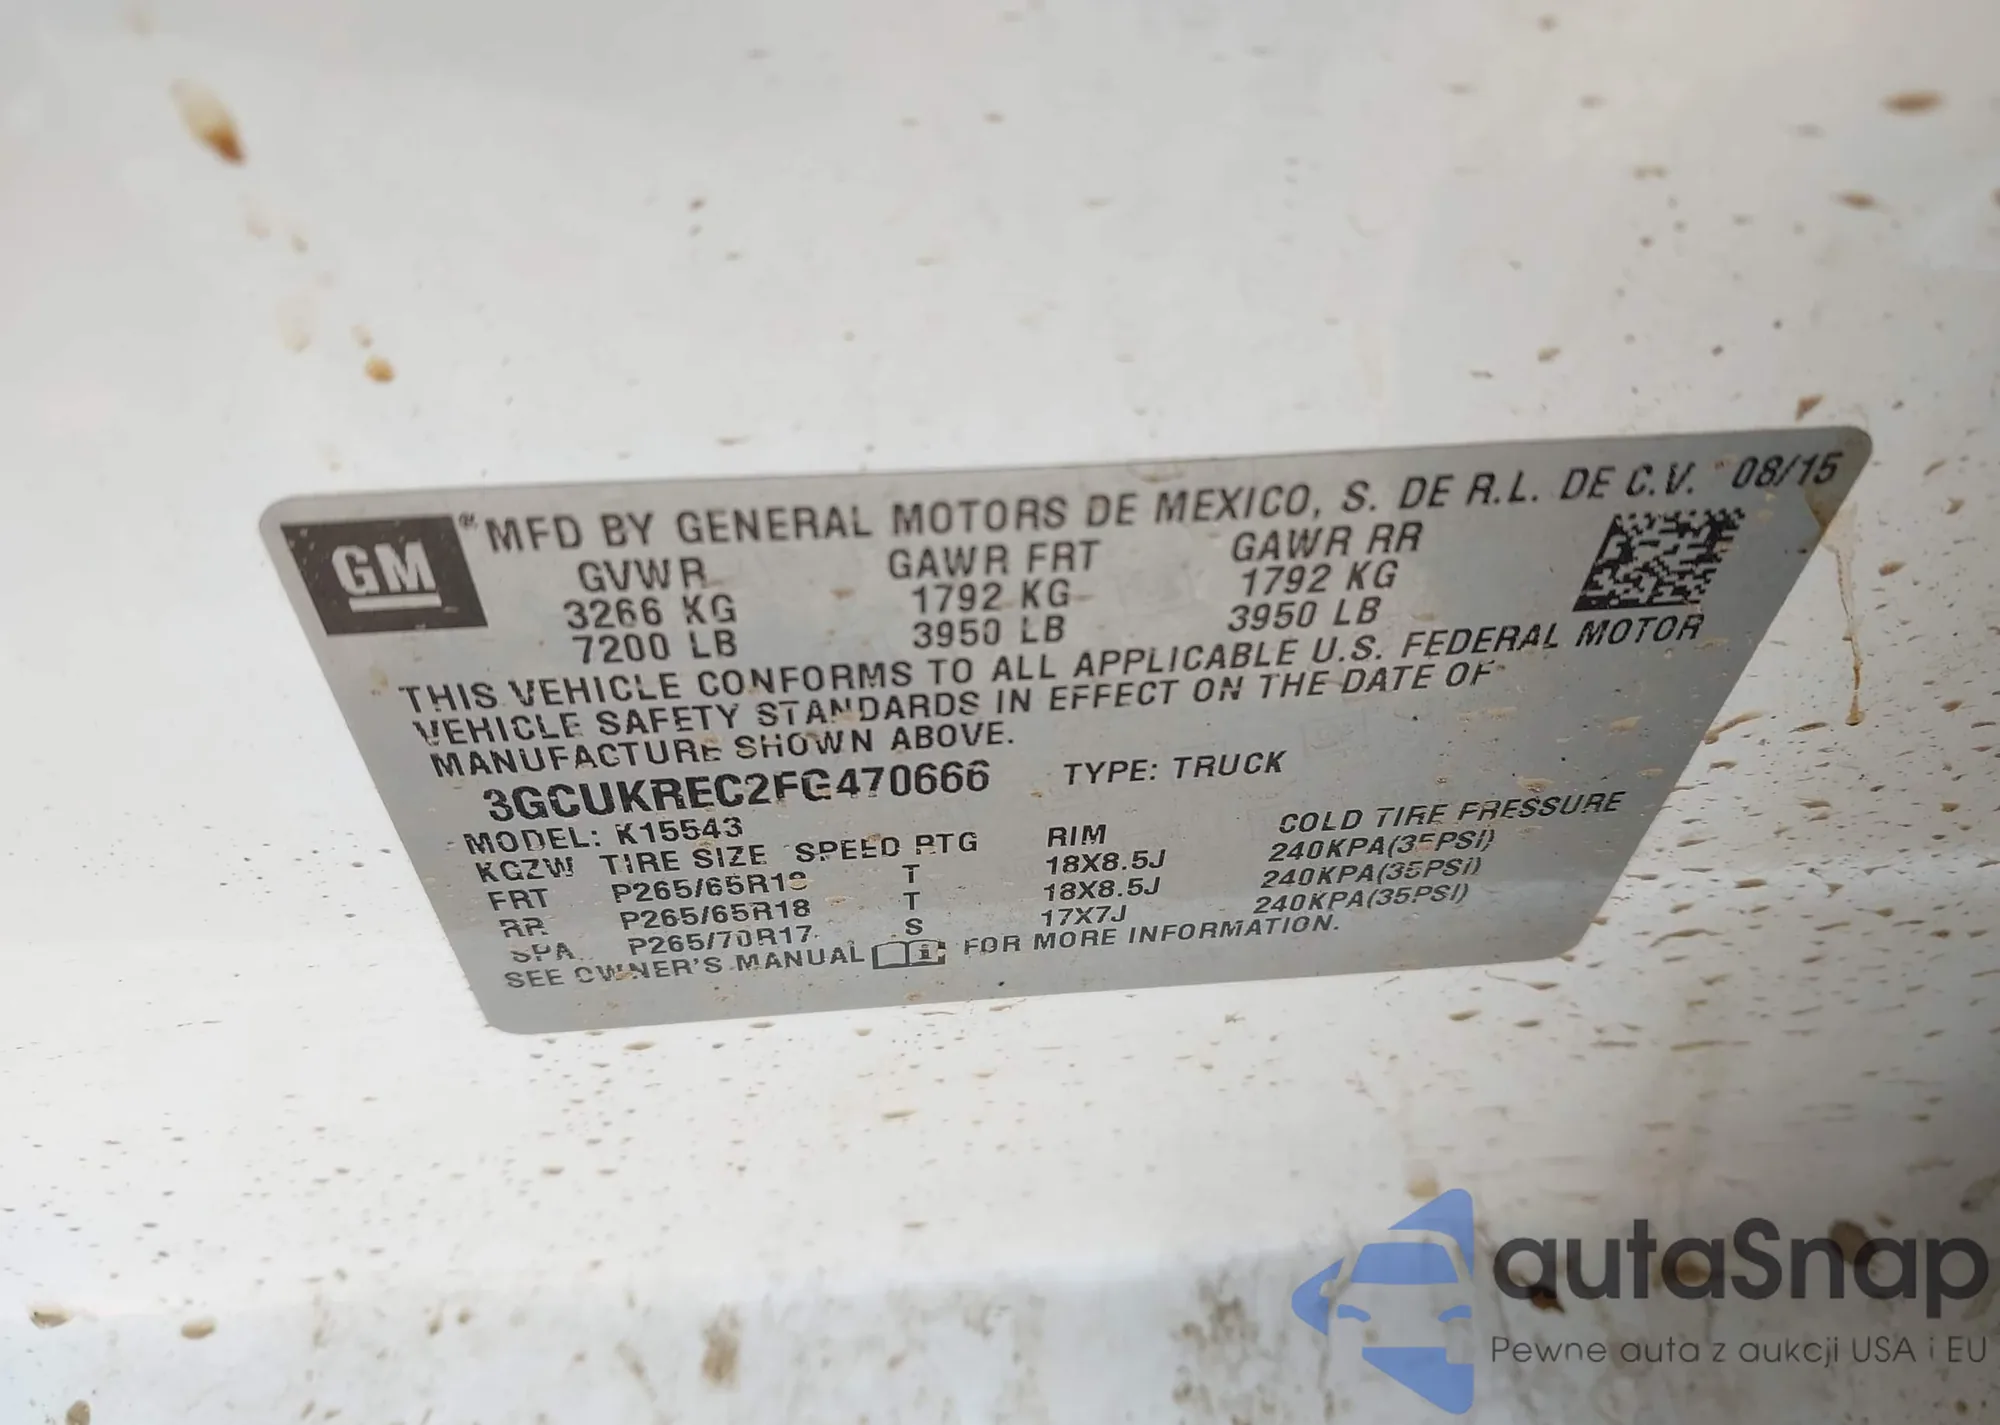 GM MFD BY GENERAL MOTORS DE MEXICO, S. DE R.L. DE C.V. 08/15
GVWR GAWR FRT GAWR RR
3266 KG 1792 KG 1792 KG
7200 LB 3950 LB 3950 LB
THIS VEHICLE CONFORMS TO ALL APPLICABLE U.S. FEDERAL MOTOR
VEHICLE SAFETY STANDARDS IN EFFECT ON THE DATE OF
MANUFACTURE SHOWN ABOVE.
3GCUKREC2FG470666 TYPE: TRUCK
MODEL: K15543
KGZW TIRE SIZE SPEED RTG RIM COLD TIRE PRESSURE
FRT P265/65R18 T 18X8.5J 240KPA(35PSI)
RR P265/65R18 T 18X8.5J 240KPA(35PSI)
SPA P265/70R17 S 17X7J 240KPA(35PSI)
SEE OWNER'S MANUAL FOR MORE INFORMATION.
autaSnap
Pewne auta z aukcji USA i EU